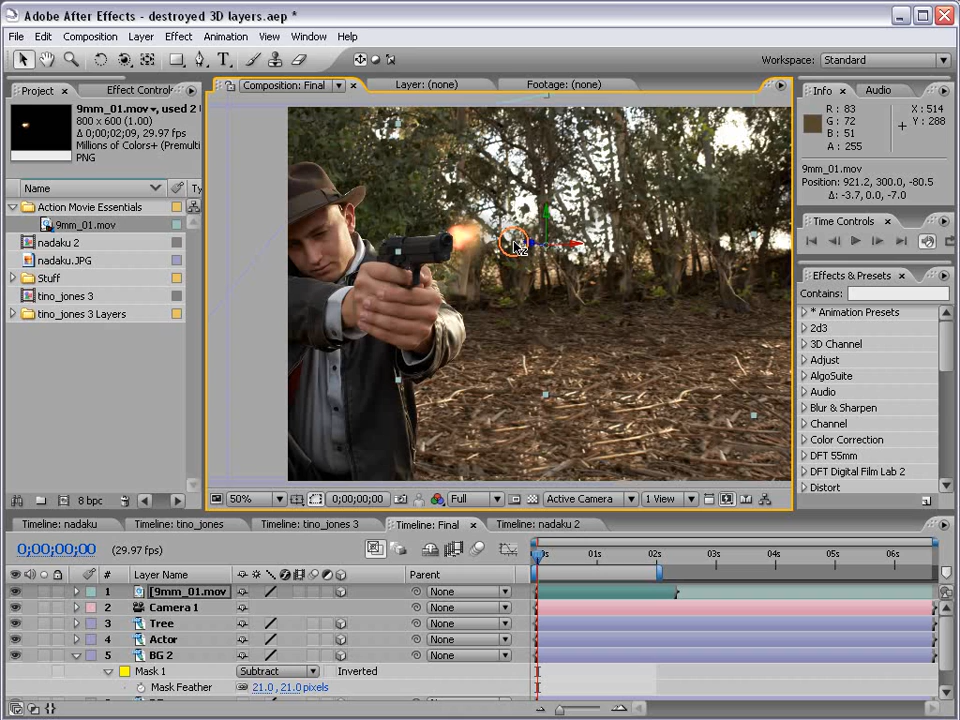 Adobe After Effects - destroyed 3D layers.aep *
File Edit Composition Layer Effect Animation View Window Help
Workspace: Standard
Project × Effect Control
9mm_01.mov, used 2
800 x 600 (1.00)
Δ 0;00;02;09, 29.97 fps
Millions of Colors+ (Premulti
PNG
Name Ty
Action Movie Essentials
9mm_01.mov
nadaku 2
nadaku.JPG
Stuff
tino_jones 3
tino_jones 3 Layers
8 bpc
Composition: Final × Layer: (none) Footage: (none)
50% 0;00;00;00 Full Active Camera 1 View
Info × Audio
R : 83
G : 72
B : 51
A : 255
X : 514
Y : 288
9mm_01.mov
Position: 921.2, 300.0, -80.5
Δ: -3.7, 0.0, -7.0
Time Controls ×
Effects & Presets ×
Contains:
* Animation Presets
2d3
3D Channel
Adjust
AlgoSuite
Audio
Blur & Sharpen
Channel
Color Correction
DFT 55mm
DFT Digital Film Lab 2
Distort
Timeline: nadaku Timeline: tino_jones Timeline: tino_jones 3 Timeline: Final × Timeline: nadaku 2
0;00;00;00 (29.97 fps)
0s 01s 02s 03s 04s 05s 06s
# Layer Name Parent
1 [9mm_01.mov None
2 Camera 1 None
3 Tree None
4 Actor None
5 BG 2 None
Mask 1 Subtract Inverted
Mask Feather 21.0, 21.0 pixels